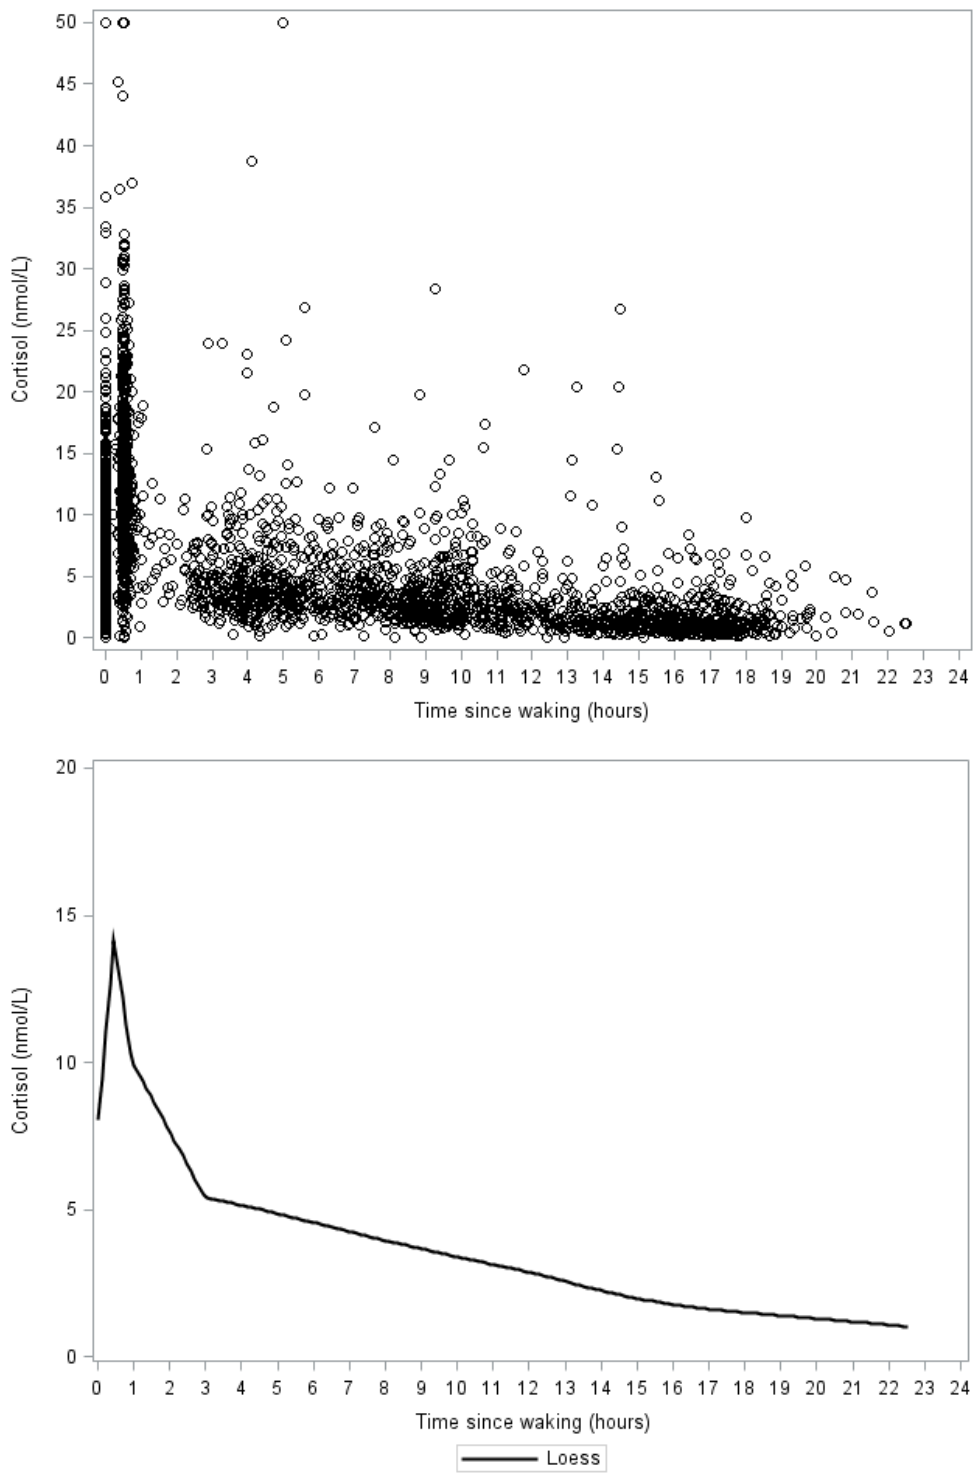 50
45
40
35
30
25
20
15
10
5
0
Cortisol (nmol/L)
0 1 2 3 4 5 6 7 8 9 10 11 12 13 14 15 16 17 18 19 20 21 22 23 24
Time since waking (hours)
20
15
10
5
0
Cortisol (nmol/L)
0 1 2 3 4 5 6 7 8 9 10 11 12 13 14 15 16 17 18 19 20 21 22 23 24
Time since waking (hours)
Loess